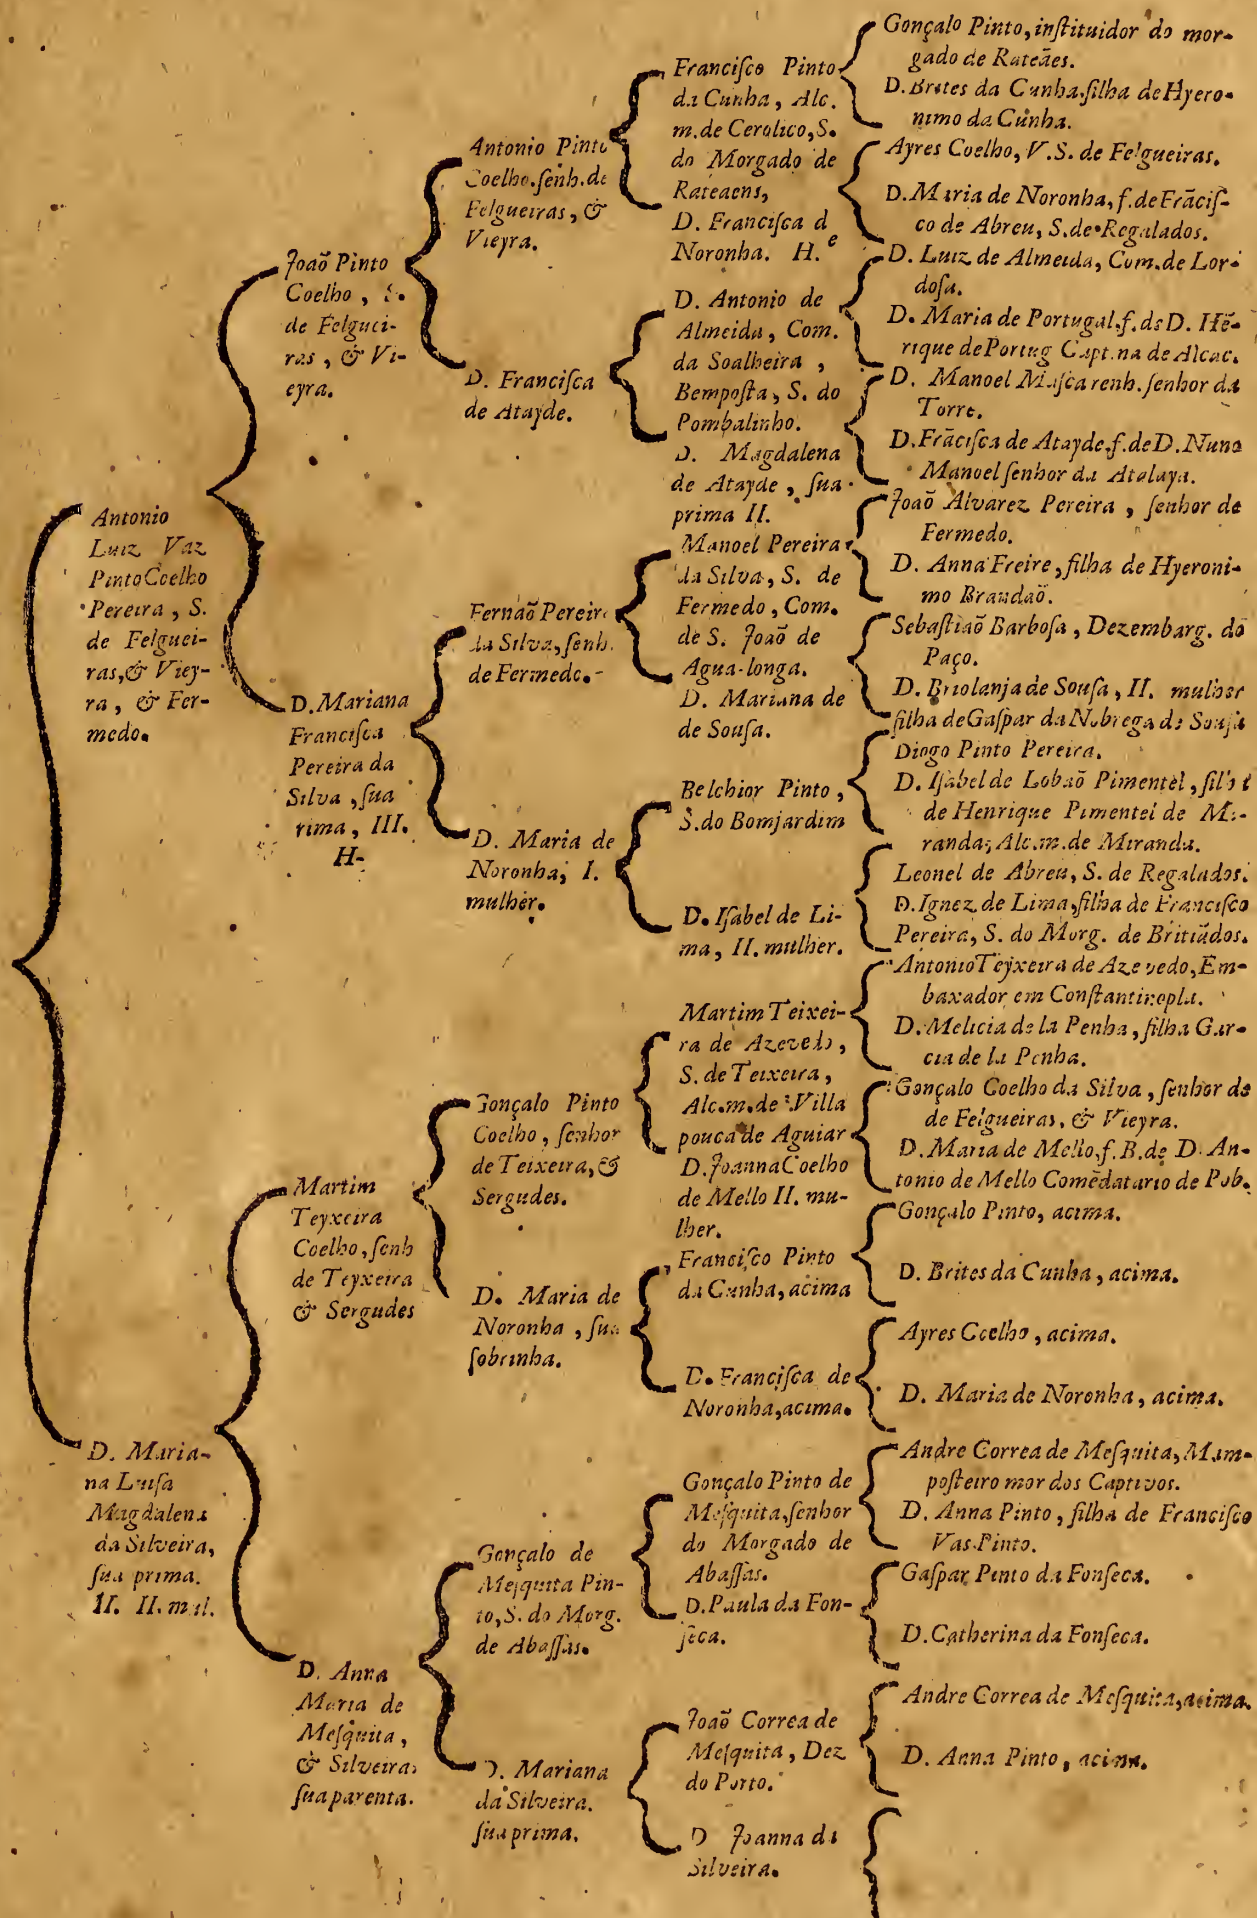 Antonio
Luiz Vaz
Pinto Coelho
Pereira, S.
de Felguei-
ras, & Viey-
ra, & Fer-
medo.
D. Maria-
na Luiſa
Magdalena
da Silveira,
ſua prima.
II. II. mul.
Joaõ Pinto
Coelho, S.
de Felguei-
ras, & Vi-
eyra.
D. Mariana
Franciſca
Pereira da
Silva, ſua
rima, III.
H.
Martim
Teyxeira
Coelho, ſenh
de Teyxeira
& Sergudes
D. Anna
Maria de
Meſquita,
& Silveira,
ſua parenta.
Antonio Pinto
Coelho, ſenh. de
Felgueiras, &
Vieyra.
D. Franciſca
de Atayde.
Fernaõ Pereira
da Silva, ſenh.
de Fermedo.
D. Maria de
Noronha, I.
mulher.
Gonçalo Pinto
Coelho, ſenhor
de Teixeira, &
Sergudes.
D. Maria de
Noronha, ſua
ſobrinha.
Gonçalo de
Meſquita Pin-
to, S. do Morg.
de Abaſſas.
D. Mariana
da Silveira.
ſua prima.
Franciſco Pinto
da Cunha, Alc.
m. de Cerolico, S.
do Morgado de
Rateaens,
D. Franciſca d
Noronha. H. e
D. Antonio de
Almeida, Com.
da Soalheira,
Bempoſta, S. do
Pombalinho.
D. Magdalena
de Atayde, ſua
prima II.
Manoel Pereira
da Silva, S. de
Fermedo, Com.
de S. Joaõ de
Agua-longa.
D. Mariana de
de Souſa.
Belchior Pinto,
S. do Bomjardim
D. Iſabel de Li-
ma, II. mulher.
Martim Teixei-
ra de Azevedo,
S. de Teixeira,
Alc. m. de Villa
pouca de Aguiar
D. Joanna Coelho
de Mello II. mu-
lher.
Franciſco Pinto
da Cunha, acima
D. Franciſca de
Noronha, acima.
Gonçalo Pinto de
Meſquita, ſenhor
do Morgado de
Abaſſas.
D. Paula da Fon-
ſeca.
Joaõ Correa de
Meſquita, Dez
do Porto.
D Joanna da
Silveira.
Gonçalo Pinto, inſtituidor do mor-
gado de Rateães.
D. Brites da Cunha, filha de Hyero-
nimo da Cunha.
Ayres Coelho, V. S. de Felgueiras.
D. Maria de Noronha, f. de Frãciſ-
co de Abreu, S. de Regalados.
D. Luiz de Almeida, Com. de Lor-
doſa.
D. Maria de Portugal, f. de D. Hē-
rique de Portug Capt. na de Alcac.
D. Manoel Maſcarenh. ſenhor da
Torre.
D. Frãciſca de Atayde, f. de D. Nuno
Manoel ſenhor da Atalaya.
Joaõ Alvarez Pereira, ſenhor de
Fermedo.
D. Anna Freire, filha de Hyeroni-
mo Brandaõ.
Sebaſtiaõ Barboſa, Dezembarg. do
Paço.
D. Briolanja de Souſa, II. mulher
filha de Gaſpar da Nobrega de Souſa
Diogo Pinto Pereira.
D. Iſabel de Lobaõ Pimentel, filha
de Henrique Pimentel de Mi-
randa, Alc. m. de Miranda.
Leonel de Abreu, S. de Regalados.
D. Ignez de Lima, filha de Franciſco
Pereira, S. do Morg. de Britiãdos.
Antonio Teyxeira de Azevedo, Em-
baxador em Conſtantinopla.
D. Melicia de la Penha, filha Gar-
cia de la Penha.
Gonçalo Coelho da Silva, ſenhor de
de Felgueiras, & Vieyra.
D. Maria de Mello, f. B. de D. An-
tonio de Mello Comēdatario de Pob.
Gonçalo Pinto, acima.
D. Brites da Cunha, acima.
Ayres Coelho, acima.
D. Maria de Noronha, acima.
Andre Correa de Meſquita, Mam-
poſteiro mor dos Captivos.
D. Anna Pinto, filha de Franciſco
Vas Pinto.
Gaſpar Pinto da Fonſeca.
D. Catherina da Fonſeca.
Andre Correa de Meſquita, acima.
D. Anna Pinto, acima.